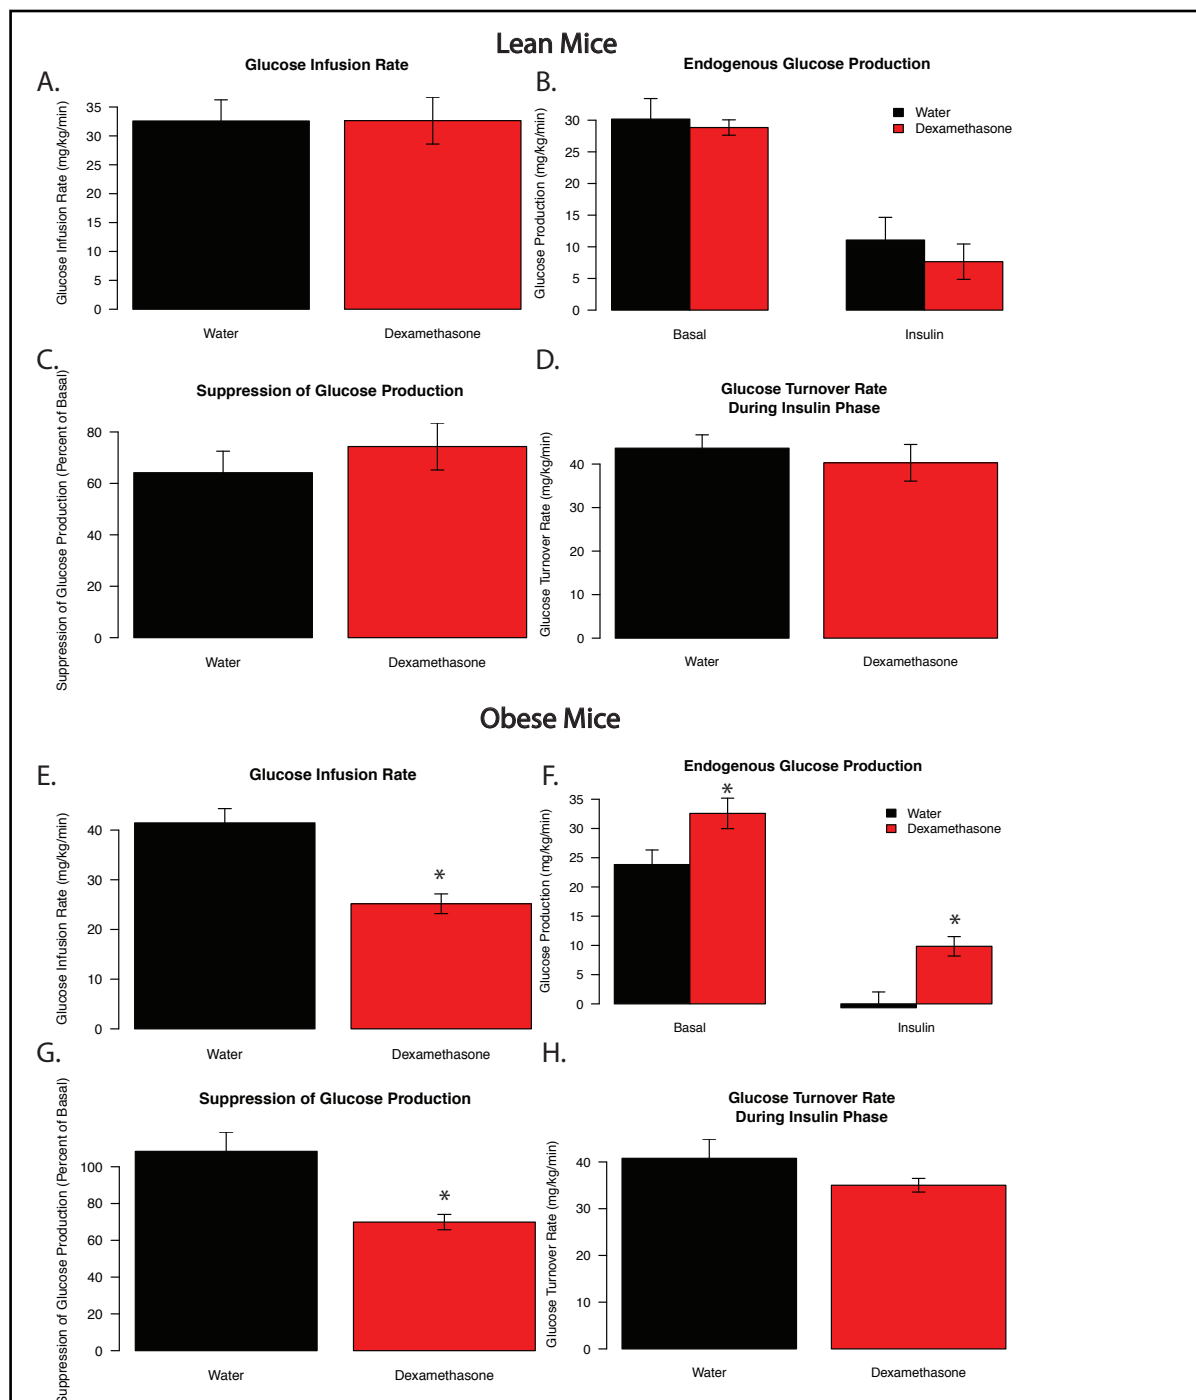 Lean Mice
A.
Glucose Infusion Rate
Glucose Infusion Rate (mg/kg/min)
35
30
25
20
15
10
5
0
Water
Dexamethasone
B.
Endogenous Glucose Production
Glucose Production (mg/kg/min)
30
25
20
15
10
5
0
Water
Dexamethasone
Basal
Insulin
C.
Suppression of Glucose Production
Suppression of Glucose Production (Percent of Basal)
80
60
40
20
0
Water
Dexamethasone
D.
Glucose Turnover Rate
During Insulin Phase
Glucose Turnover Rate (mg/kg/min)
40
30
20
10
0
Water
Dexamethasone
Obese Mice
E.
Glucose Infusion Rate
Glucose Infusion Rate (mg/kg/min)
40
30
20
10
0
*
Water
Dexamethasone
F.
Endogenous Glucose Production
Glucose Production (mg/kg/min)
35
30
25
20
15
10
5
0
*
*
Water
Dexamethasone
Basal
Insulin
G.
Suppression of Glucose Production
Suppression of Glucose Production (Percent of Basal)
100
80
60
40
20
0
*
Water
Dexamethasone
H.
Glucose Turnover Rate
During Insulin Phase
Glucose Turnover Rate (mg/kg/min)
40
30
20
10
0
Water
Dexamethasone